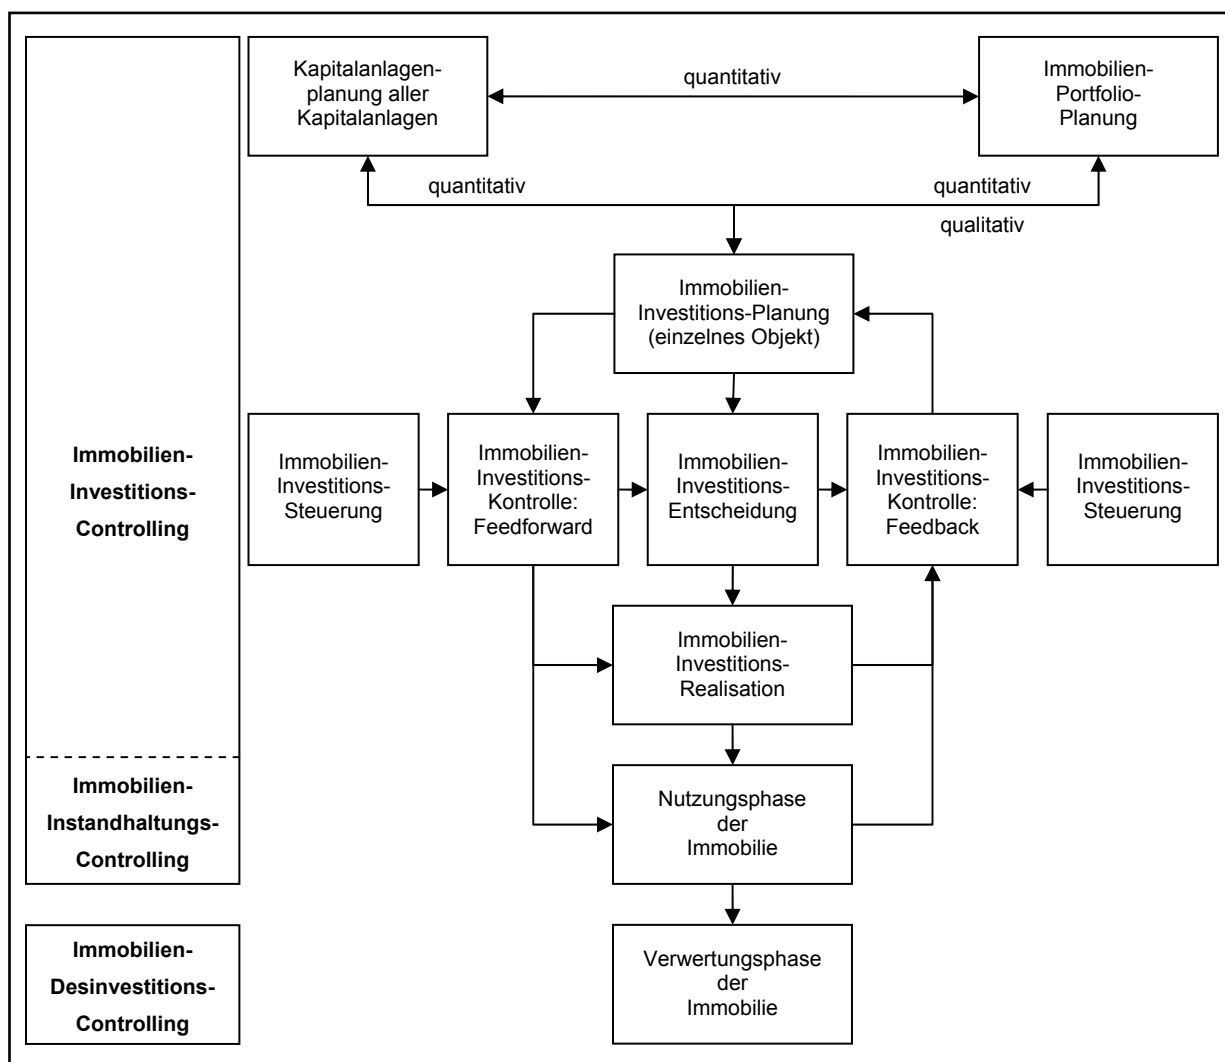 Kapitalanlagen-
planung aller
Kapitalanlagen
quantitativ
Immobilien-
Portfolio-
Planung
quantitativ
quantitativ
qualitativ
Immobilien-
Investitions-Planung
(einzelnes Objekt)
Immobilien-
Investitions-
Controlling
Immobilien-
Investitions-
Steuerung
Immobilien-
Investitions-
Kontrolle:
Feedforward
Immobilien-
Investitions-
Entscheidung
Immobilien-
Investitions-
Kontrolle:
Feedback
Immobilien-
Investitions-
Steuerung
Immobilien-
Investitions-
Realisation
Immobilien-
Instandhaltungs-
Controlling
Nutzungsphase
der
Immobilie
Immobilien-
Desinvestitions-
Controlling
Verwertungsphase
der
Immobilie